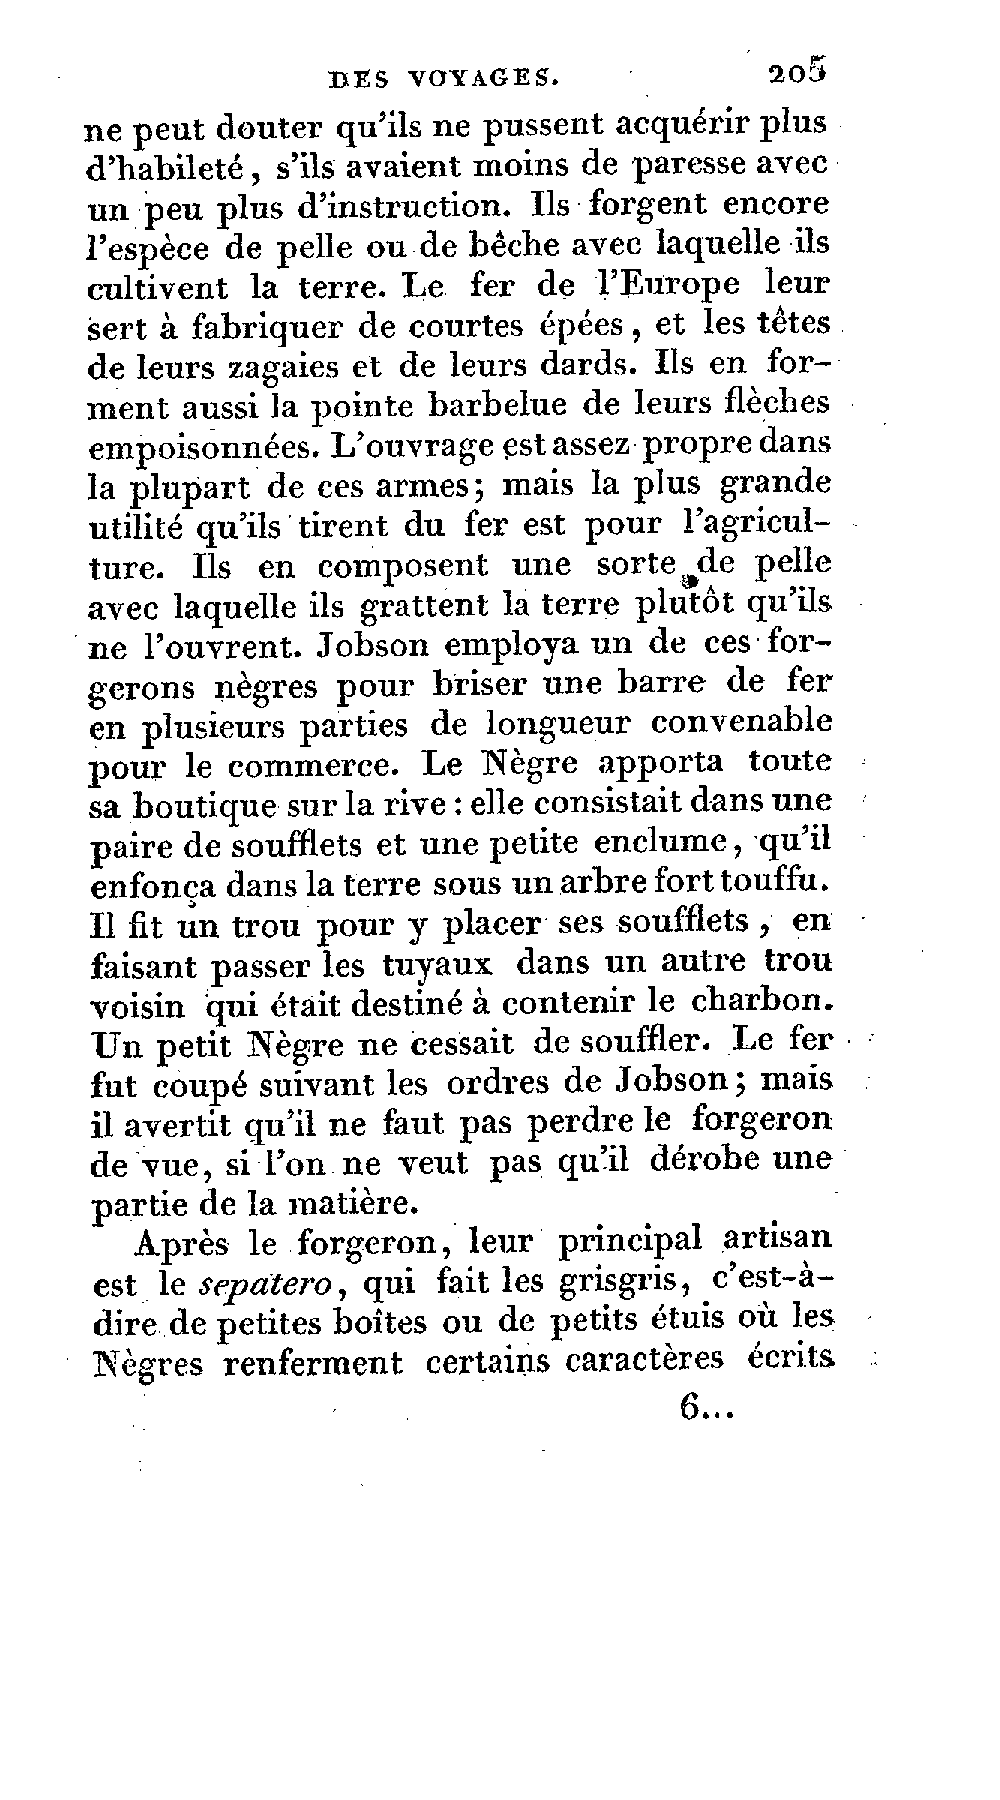 DES VOYAGES. 205
ne peut douter qu'ils ne pussent acquérir plus
d'habileté, s'ils avaient moins de paresse avec
un peu plus d'instruction. Ils forgent encore
l'espèce de pelle ou de bêche avec laquelle ils
cultivent la terre. Le fer de l'Europe leur
sert à fabriquer de courtes épées, et les têtes
de leurs zagaies et de leurs dards. Ils en for-
ment aussi la pointe barbelue de leurs flèches
empoisonnées. L'ouvrage est assez propre dans
la plupart de ces armes; mais la plus grande
utilité qu'ils tirent du fer est pour l'agricul-
ture. Ils en composent une sorte de pelle
avec laquelle ils grattent la terre plutôt qu'ils
ne l'ouvrent. Jobson employa un de ces for-
gerons nègres pour briser une barre de fer
en plusieurs parties de longueur convenable
pour le commerce. Le Nègre apporta toute
sa boutique sur la rive : elle consistait dans une
paire de soufflets et une petite enclume, qu'il
enfonça dans la terre sous un arbre fort touffu.
Il fit un trou pour y placer ses soufflets, en
faisant passer les tuyaux dans un autre trou
voisin qui était destiné à contenir le charbon.
Un petit Nègre ne cessait de souffler. Le fer
fut coupé suivant les ordres de Jobson; mais
il avertit qu'il ne faut pas perdre le forgeron
de vue, si l'on ne veut pas qu'il dérobe une
partie de la matière.
Après le forgeron, leur principal artisan
est le sepatero, qui fait les grisgris, c'est-à-
dire de petites boîtes ou de petits étuis où les
Nègres renferment certains caractères écrits
6...